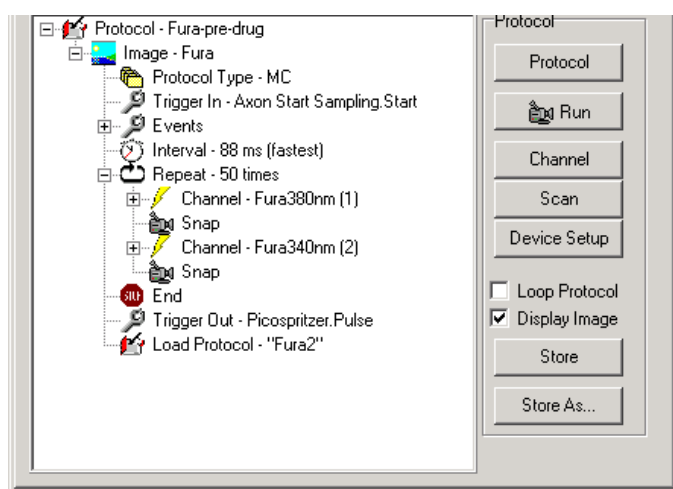 Protocol - Fura-pre-drug
Image - Fura
Protocol Type - MC
Trigger In - Axon Start Sampling.Start
Events
Interval - 88 ms (fastest)
Repeat - 50 times
Channel - Fura380nm (1)
Snap
Channel - Fura340nm (2)
Snap
STOP End
Trigger Out - Picospritzer.Pulse
Load Protocol - "Fura2"
Protocol
Protocol
Run
Channel
Scan
Device Setup
Loop Protocol
Display Image
Store
Store As...